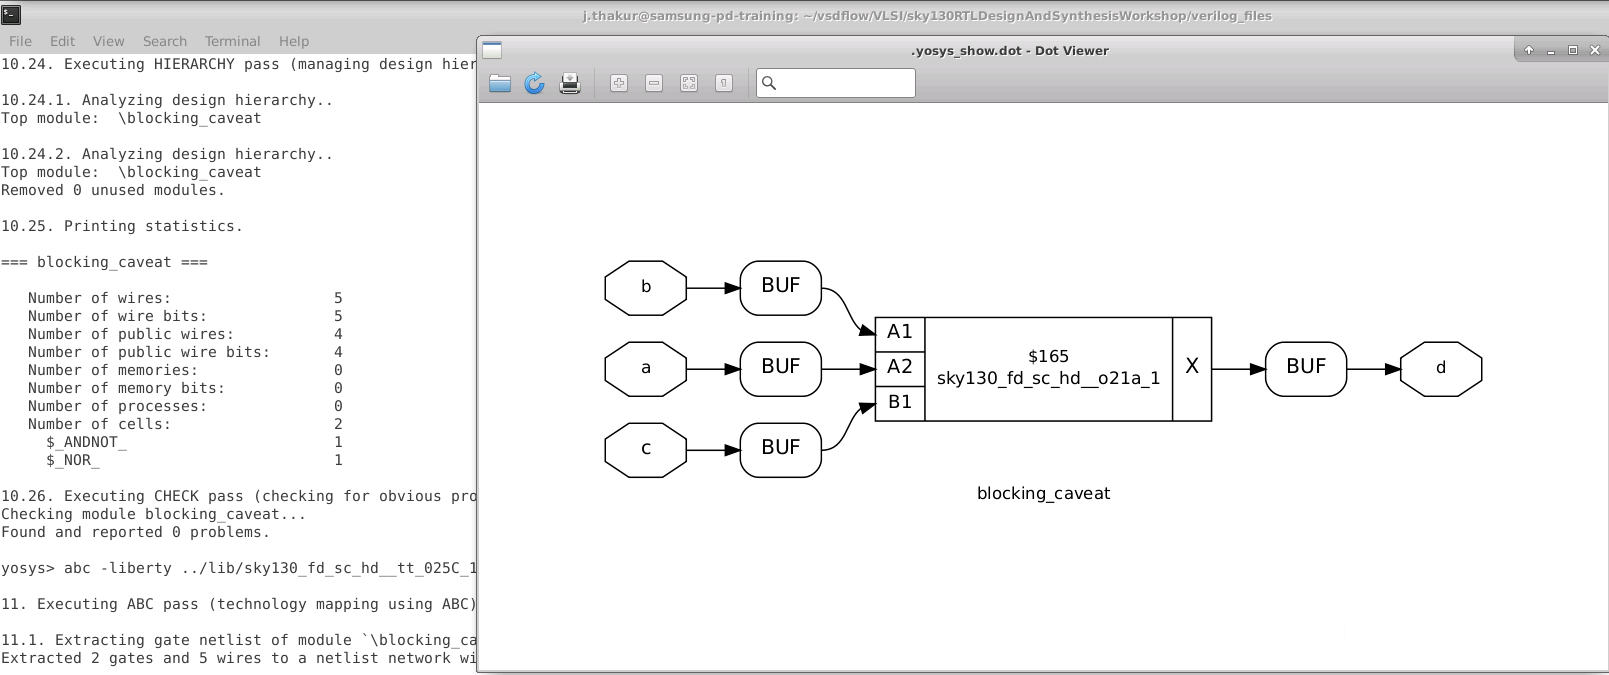 j.thakur@samsung-pd-training: ~/vsdflow/VLSI/sky130RTLDesignAndSynthesisWorkshop/verilog_files
File Edit View Search Terminal Help
10.24. Executing HIERARCHY pass (managing design hier
10.24.1. Analyzing design hierarchy..
Top module:  \blocking_caveat
10.24.2. Analyzing design hierarchy..
Top module:  \blocking_caveat
Removed 0 unused modules.
10.25. Printing statistics.
=== blocking_caveat ===
Number of wires: 5
Number of wire bits: 5
Number of public wires: 4
Number of public wire bits: 4
Number of memories: 0
Number of memory bits: 0
Number of processes: 0
Number of cells: 2
$_ANDNOT_ 1
$_NOR_ 1
10.26. Executing CHECK pass (checking for obvious pro
Checking module blocking_caveat...
Found and reported 0 problems.
yosys> abc -liberty ../lib/sky130_fd_sc_hd__tt_025C_1
11. Executing ABC pass (technology mapping using ABC)
11.1. Extracting gate netlist of module `\blocking_ca
Extracted 2 gates and 5 wires to a netlist network wi
.yosys_show.dot - Dot Viewer
b BUF
a BUF
c BUF
A1
A2
B1
$165
sky130_fd_sc_hd__o21a_1
X
BUF
d
blocking_caveat